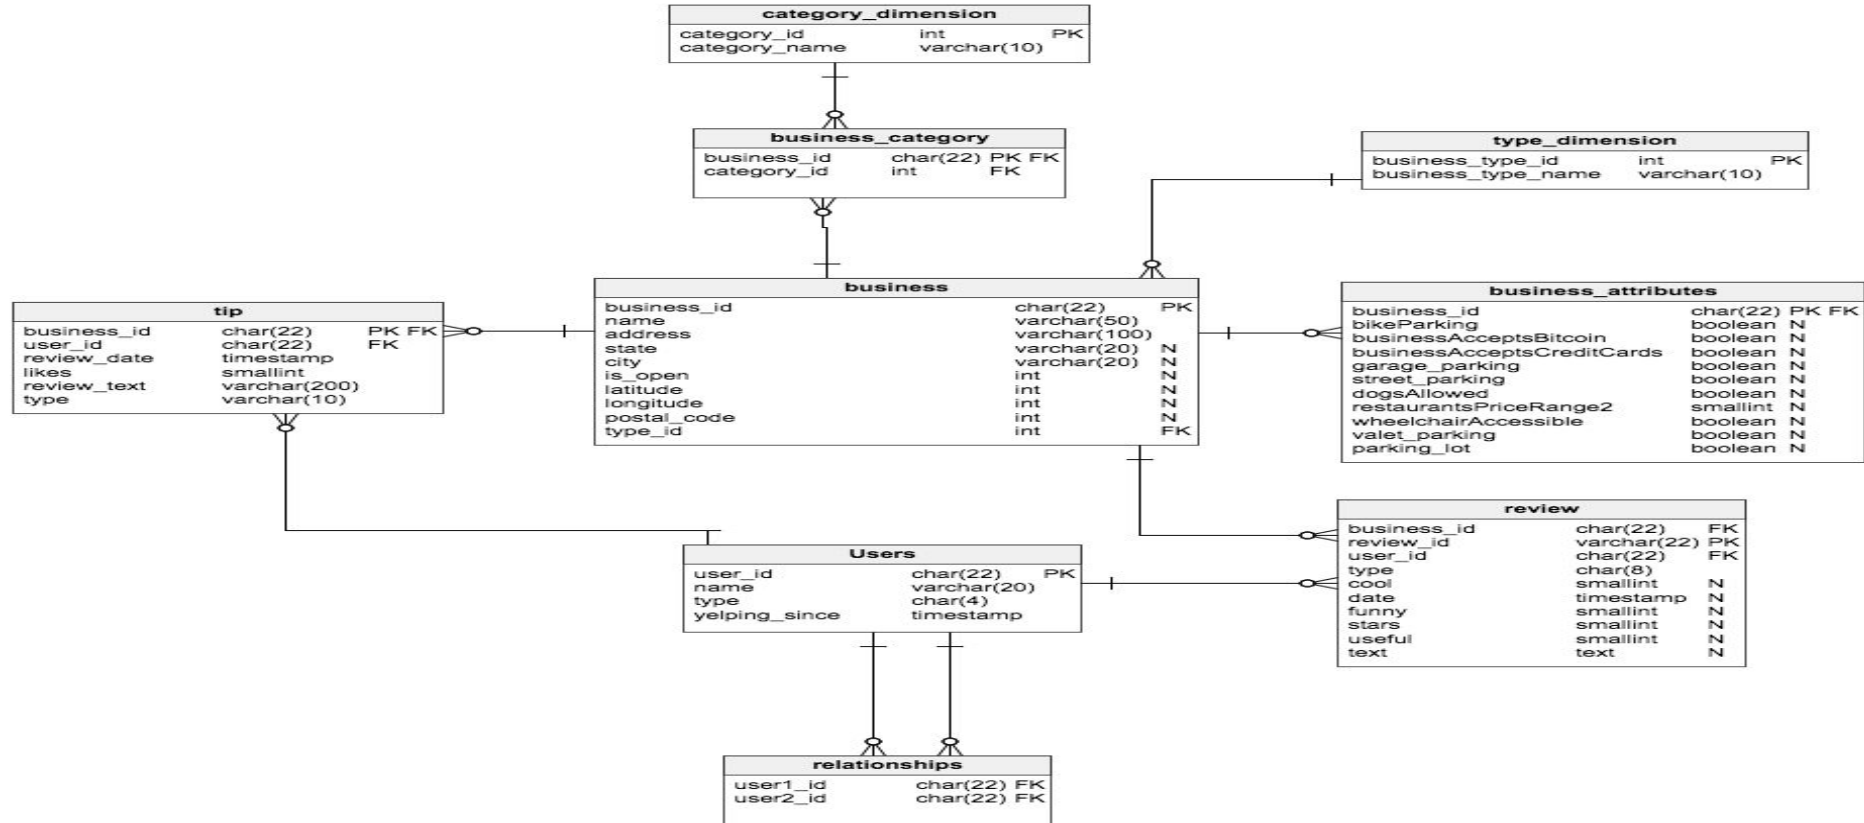 category_dimension
category_id int PK
category_name varchar(10)
business_category
business_id char(22) PK FK
category_id int FK
type_dimension
business_type_id int PK
business_type_name varchar(10)
business
business_id char(22) PK
name varchar(50)
address varchar(100)
state varchar(20) N
city varchar(20) N
is_open int N
latitude int N
longitude int N
postal_code int N
type_id int FK
tip
business_id char(22) PK FK
user_id char(22) FK
review_date timestamp
likes smallint
review_text varchar(200)
type varchar(10)
business_attributes
business_id char(22) PK FK
bikeParking boolean N
businessAcceptsBitcoin boolean N
businessAcceptsCreditCards boolean N
garage_parking boolean N
street_parking boolean N
dogsAllowed boolean N
restaurantsPriceRange2 smallint N
wheelchairAccessible boolean N
valet_parking boolean N
parking_lot boolean N
review
business_id char(22) FK
review_id varchar(22) PK
user_id char(22) FK
type char(8)
cool smallint N
date timestamp N
funny smallint N
stars smallint N
useful smallint N
text text N
Users
user_id char(22) PK
name varchar(20)
type char(4)
yelping_since timestamp
relationships
user1_id char(22) FK
user2_id char(22) FK